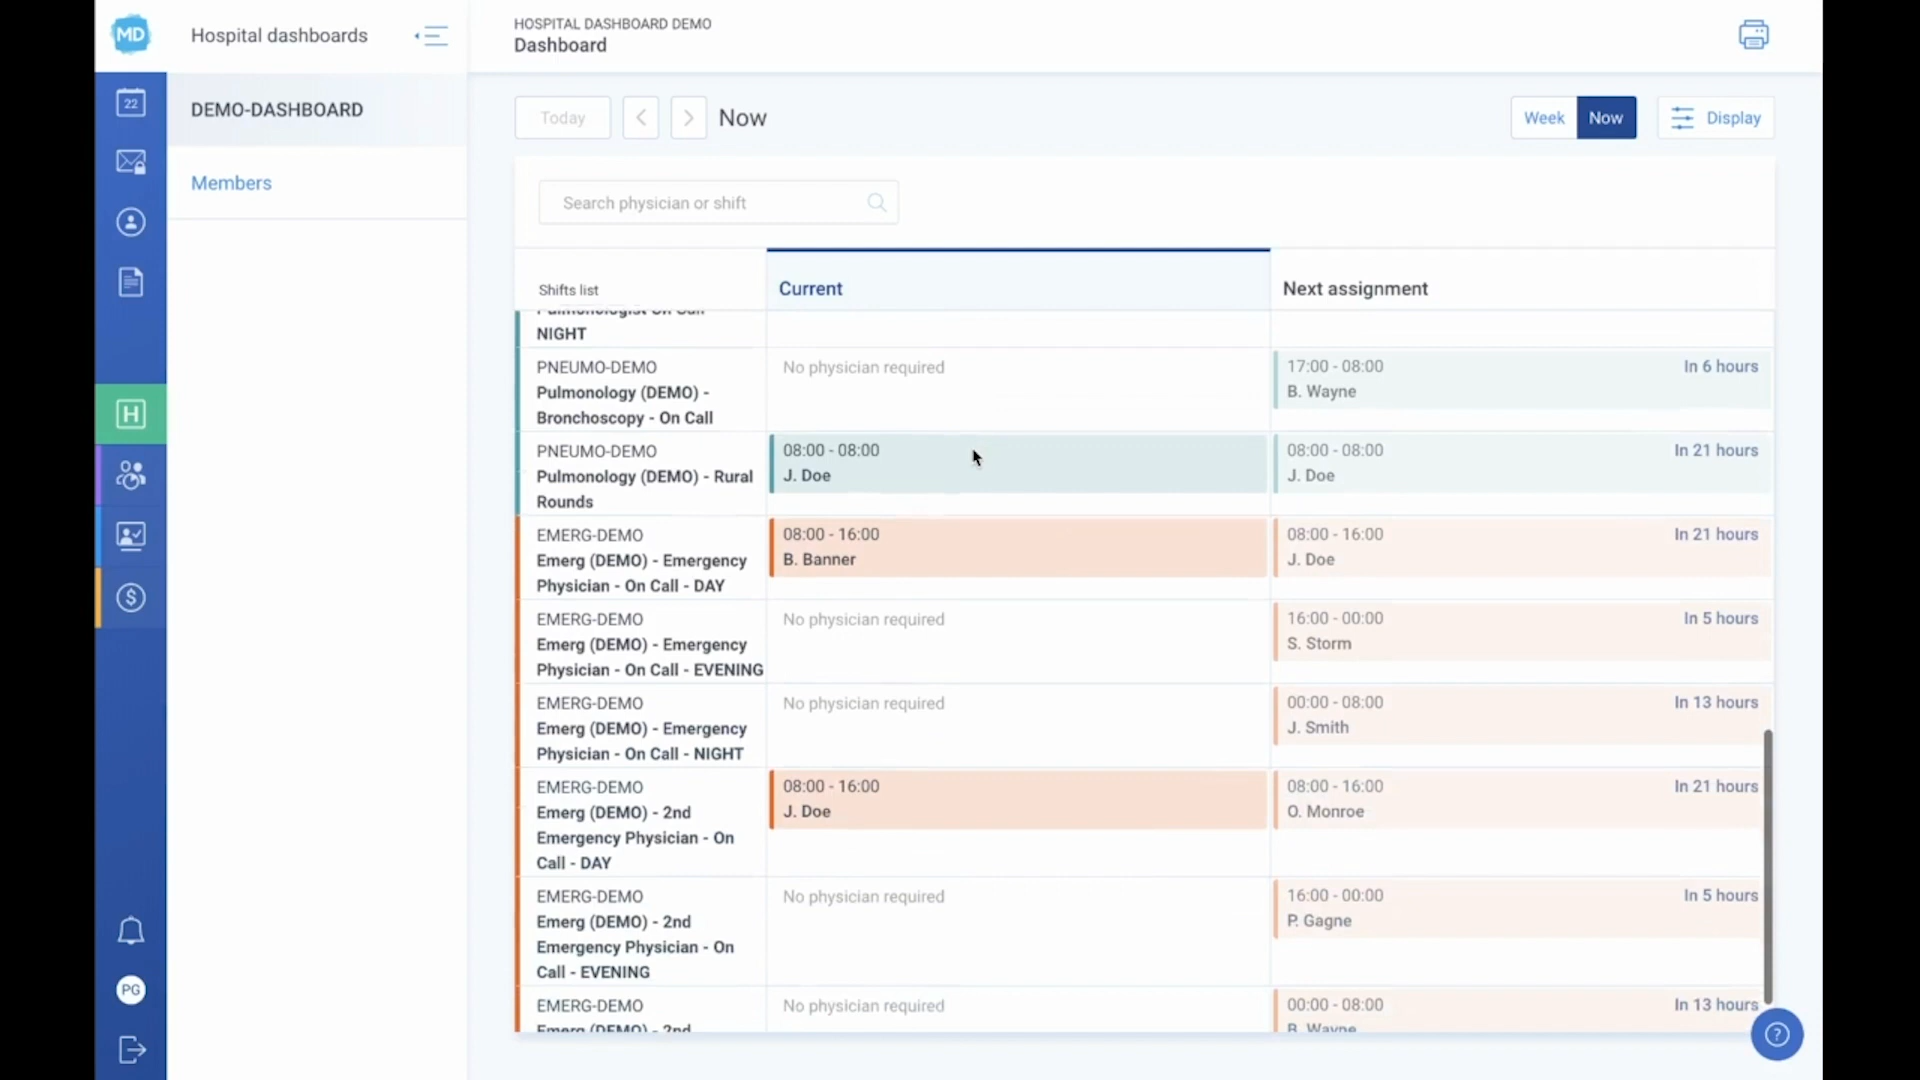 MD
Hospital dashboards
HOSPITAL DASHBOARD DEMO
Dashboard
22
DEMO-DASHBOARD
Members
Today
Now
Week
Now
Display
Search physician or shift
Shifts list
Current
Next assignment
Pulmonologist On Call
NIGHT
PNEUMO-DEMO
Pulmonology (DEMO) -
Bronchoscopy - On Call
No physician required
17:00 - 08:00
In 6 hours
B. Wayne
PNEUMO-DEMO
Pulmonology (DEMO) - Rural
Rounds
08:00 - 08:00
J. Doe
08:00 - 08:00
In 21 hours
J. Doe
EMERG-DEMO
Emerg (DEMO) - Emergency
Physician - On Call - DAY
08:00 - 16:00
B. Banner
08:00 - 16:00
In 21 hours
J. Doe
EMERG-DEMO
Emerg (DEMO) - Emergency
Physician - On Call - EVENING
No physician required
16:00 - 00:00
In 5 hours
S. Storm
EMERG-DEMO
Emerg (DEMO) - Emergency
Physician - On Call - NIGHT
No physician required
00:00 - 08:00
In 13 hours
J. Smith
EMERG-DEMO
Emerg (DEMO) - 2nd
Emergency Physician - On
Call - DAY
08:00 - 16:00
J. Doe
08:00 - 16:00
In 21 hours
O. Monroe
EMERG-DEMO
Emerg (DEMO) - 2nd
Emergency Physician - On
Call - EVENING
No physician required
16:00 - 00:00
In 5 hours
P. Gagne
EMERG-DEMO
Emerg (DEMO) - 2nd
No physician required
00:00 - 08:00
In 13 hours
B. Wayne
H
$
PG
?